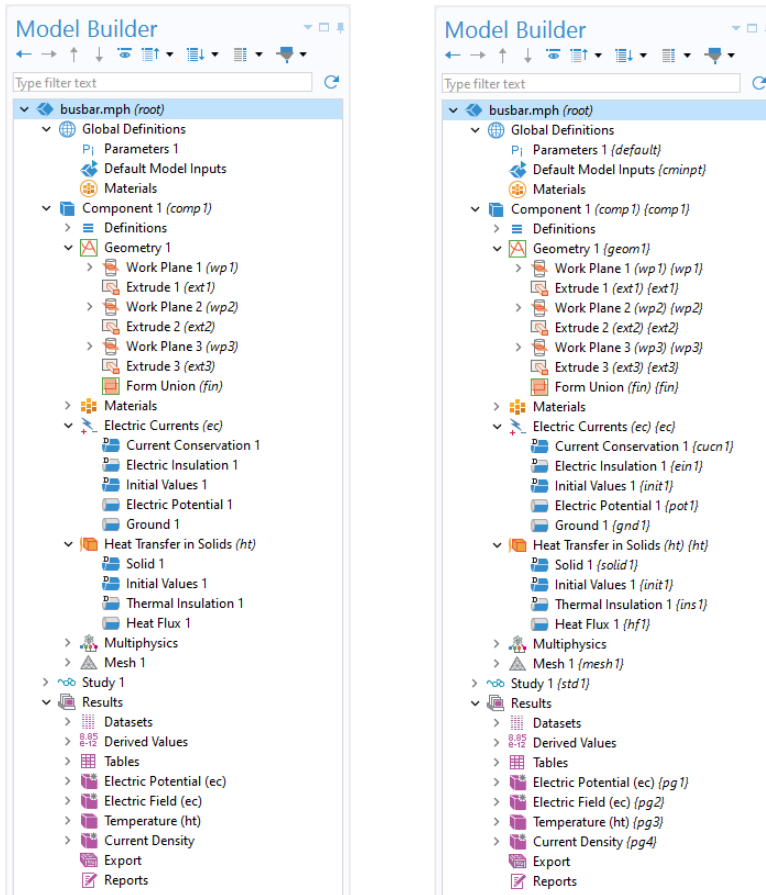 Model Builder
Type filter text
busbar.mph (root)
Global Definitions
Pi Parameters 1
Default Model Inputs
Materials
Component 1 (comp1)
Definitions
Geometry 1
Work Plane 1 (wp1)
Extrude 1 (ext1)
Work Plane 2 (wp2)
Extrude 2 (ext2)
Work Plane 3 (wp3)
Extrude 3 (ext3)
Form Union (fin)
Materials
Electric Currents (ec)
D Current Conservation 1
D Electric Insulation 1
D Initial Values 1
Electric Potential 1
Ground 1
Heat Transfer in Solids (ht)
D Solid 1
D Initial Values 1
D Thermal Insulation 1
Heat Flux 1
Multiphysics
Mesh 1
Study 1
Results
Datasets
8.85 e-12 Derived Values
Tables
Electric Potential (ec)
Electric Field (ec)
Temperature (ht)
Current Density
Export
Reports
Model Builder
Type filter text
busbar.mph (root)
Global Definitions
Pi Parameters 1 {default}
Default Model Inputs {cminpt}
Materials
Component 1 (comp1) {comp1}
Definitions
Geometry 1 {geom1}
Work Plane 1 (wp1) {wp1}
Extrude 1 (ext1) {ext1}
Work Plane 2 (wp2) {wp2}
Extrude 2 (ext2) {ext2}
Work Plane 3 (wp3) {wp3}
Extrude 3 (ext3) {ext3}
Form Union (fin) {fin}
Materials
Electric Currents (ec) {ec}
D Current Conservation 1 {cucn1}
D Electric Insulation 1 {ein1}
D Initial Values 1 {init1}
Electric Potential 1 {pot1}
Ground 1 {gnd1}
Heat Transfer in Solids (ht) {ht}
D Solid 1 {solid1}
D Initial Values 1 {init1}
D Thermal Insulation 1 {ins1}
Heat Flux 1 {hf1}
Multiphysics
Mesh 1 {mesh1}
Study 1 {std1}
Results
Datasets
8.85 e-12 Derived Values
Tables
Electric Potential (ec) {pg1}
Electric Field (ec) {pg2}
Temperature (ht) {pg3}
Current Density {pg4}
Export
Reports